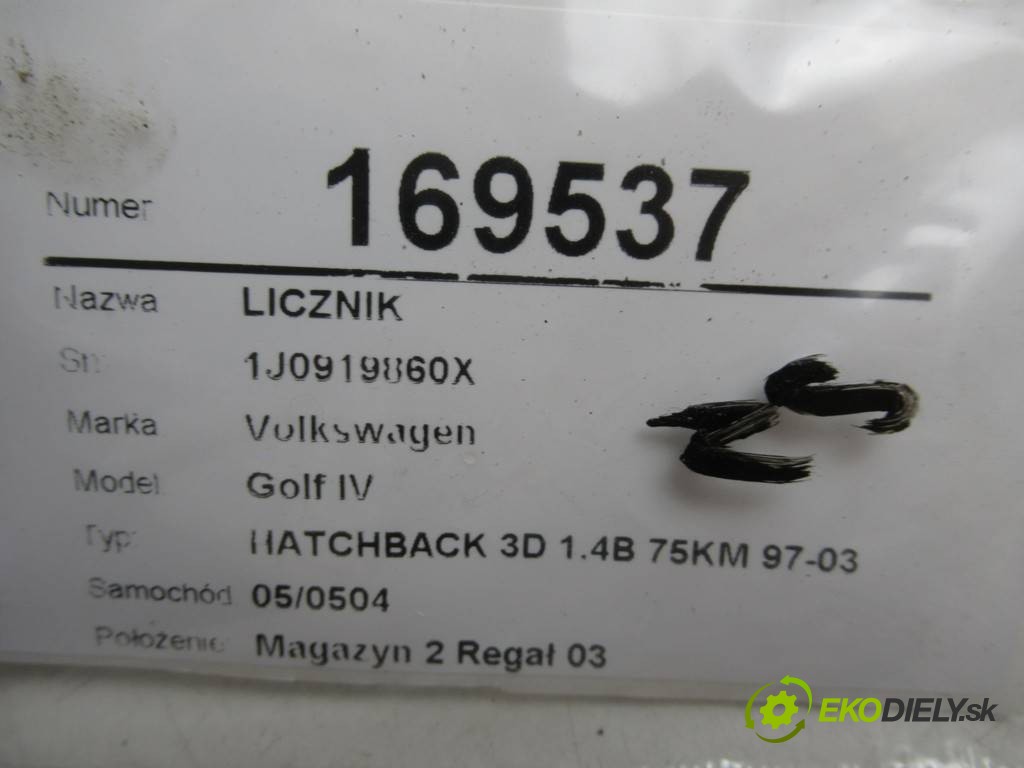 Numer 169537
Nazwa LICZNIK
Sn 1J0919860X
Marka Volkswagen
Model Golf IV
Typ HATCHBACK 3D 1.4B 75KM 97-03
Samochód 05/0504
Położenie Magazyn 2 Regał 03
EKODIELY.sk